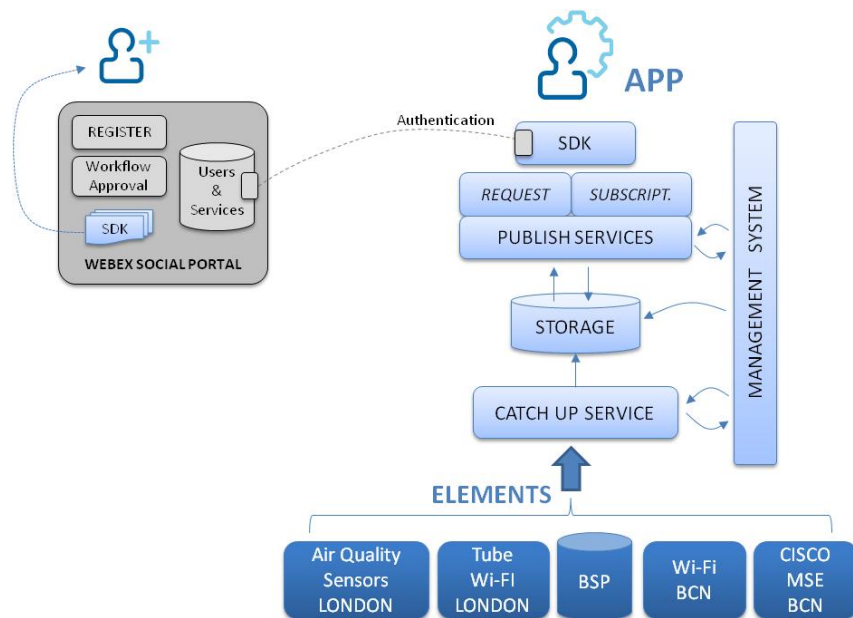 APP
Authentication
REGISTER
Workflow
Approval
Users
&
Services
SDK
WEBEX SOCIAL PORTAL
SDK
REQUEST
SUBSCRIPT.
PUBLISH SERVICES
STORAGE
CATCH UP SERVICE
MANAGEMENT SYSTEM
ELEMENTS
Air Quality
Sensors
LONDON
Tube
Wi-FI
LONDON
BSP
Wi-Fi
BCN
CISCO
MSE
BCN